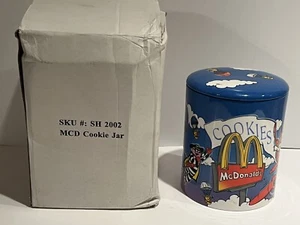 SKU #: SH 2002
MCD Cookie Jar
COOKIES
McDonald's